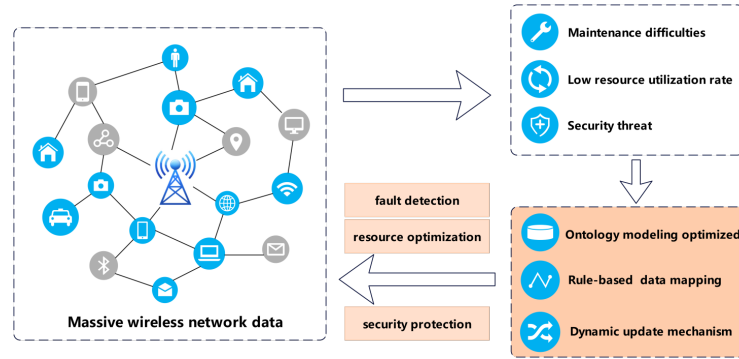 Maintenance difficulties
Low resource utilization rate
Security threat
fault detection
resource optimization
security protection
Ontology modeling optimized
Rule-based data mapping
Dynamic update mechanism
Massive wireless network data